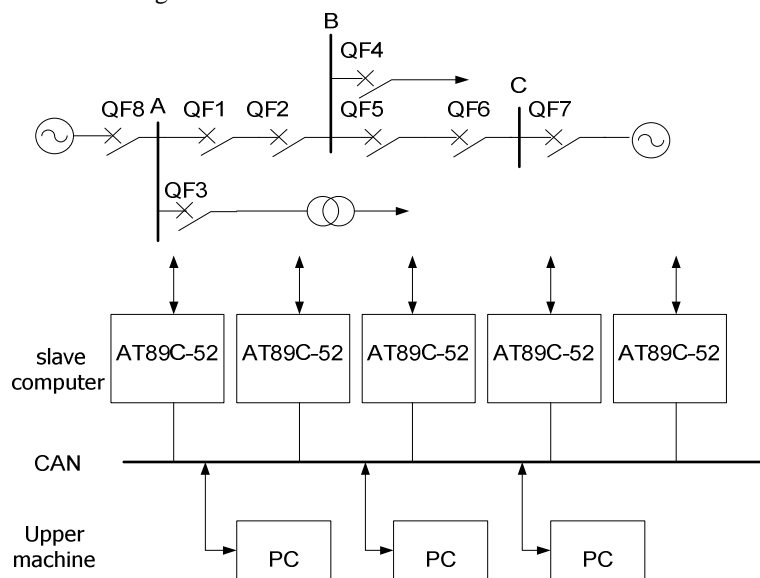 B
QF4
QF8 A QF1 QF2 QF5 QF6 C QF7
QF3
AT89C-52 AT89C-52 AT89C-52 AT89C-52 AT89C-52
slave
computer
CAN
Upper
machine
PC PC PC